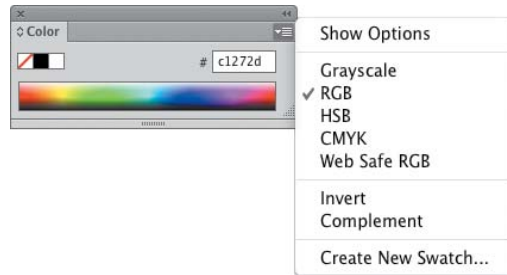 Color
# c1272d
Show Options
Grayscale
✓ RGB
HSB
CMYK
Web Safe RGB
Invert
Complement
Create New Swatch...